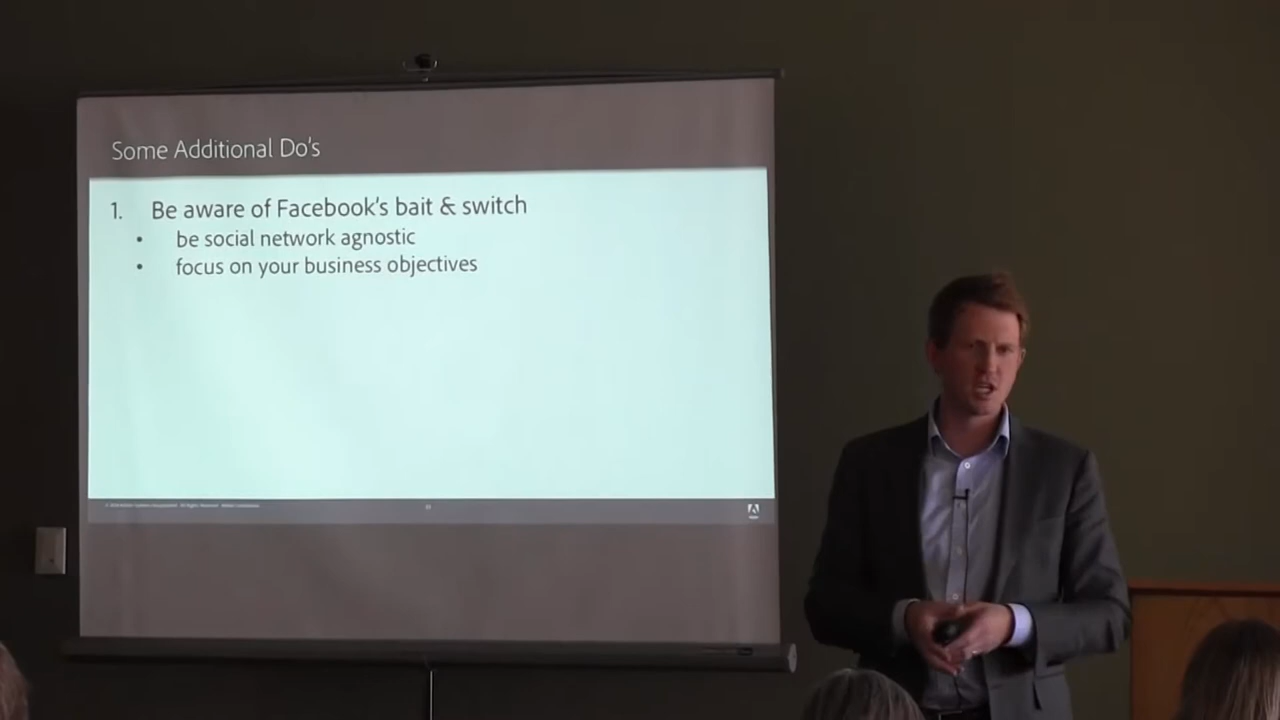 Some Additional Do's
1. Be aware of Facebook's bait & switch
• be social network agnostic
• focus on your business objectives